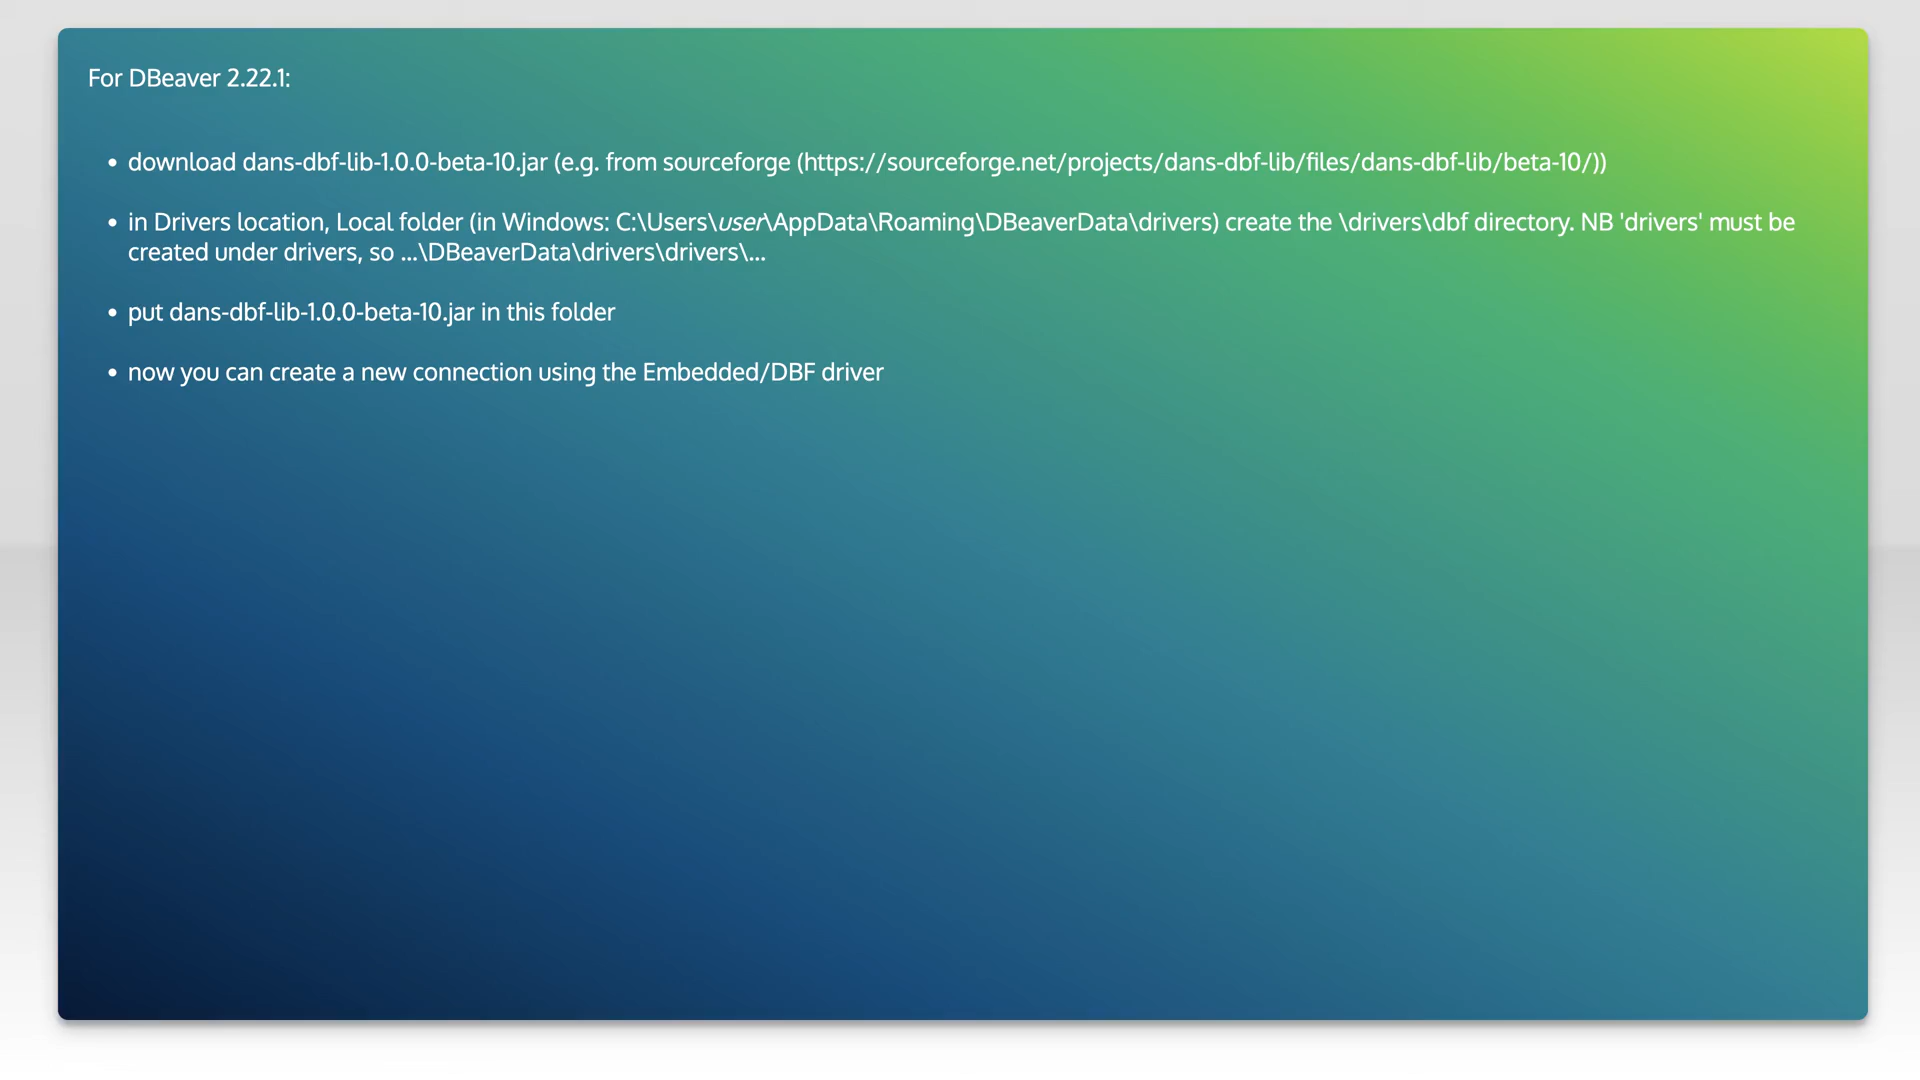 For DBeaver 2.22.1:
• download dans-dbf-lib-1.0.0-beta-10.jar (e.g. from sourceforge (https://sourceforge.net/projects/dans-dbf-lib/files/dans-dbf-lib/beta-10/))
• in Drivers location, Local folder (in Windows: C:\Users\user\AppData\Roaming\DBeaverData\drivers) create the \drivers\dbf directory. NB 'drivers' must be
created under drivers, so ...\DBeaverData\drivers\drivers\...
• put dans-dbf-lib-1.0.0-beta-10.jar in this folder
• now you can create a new connection using the Embedded/DBF driver